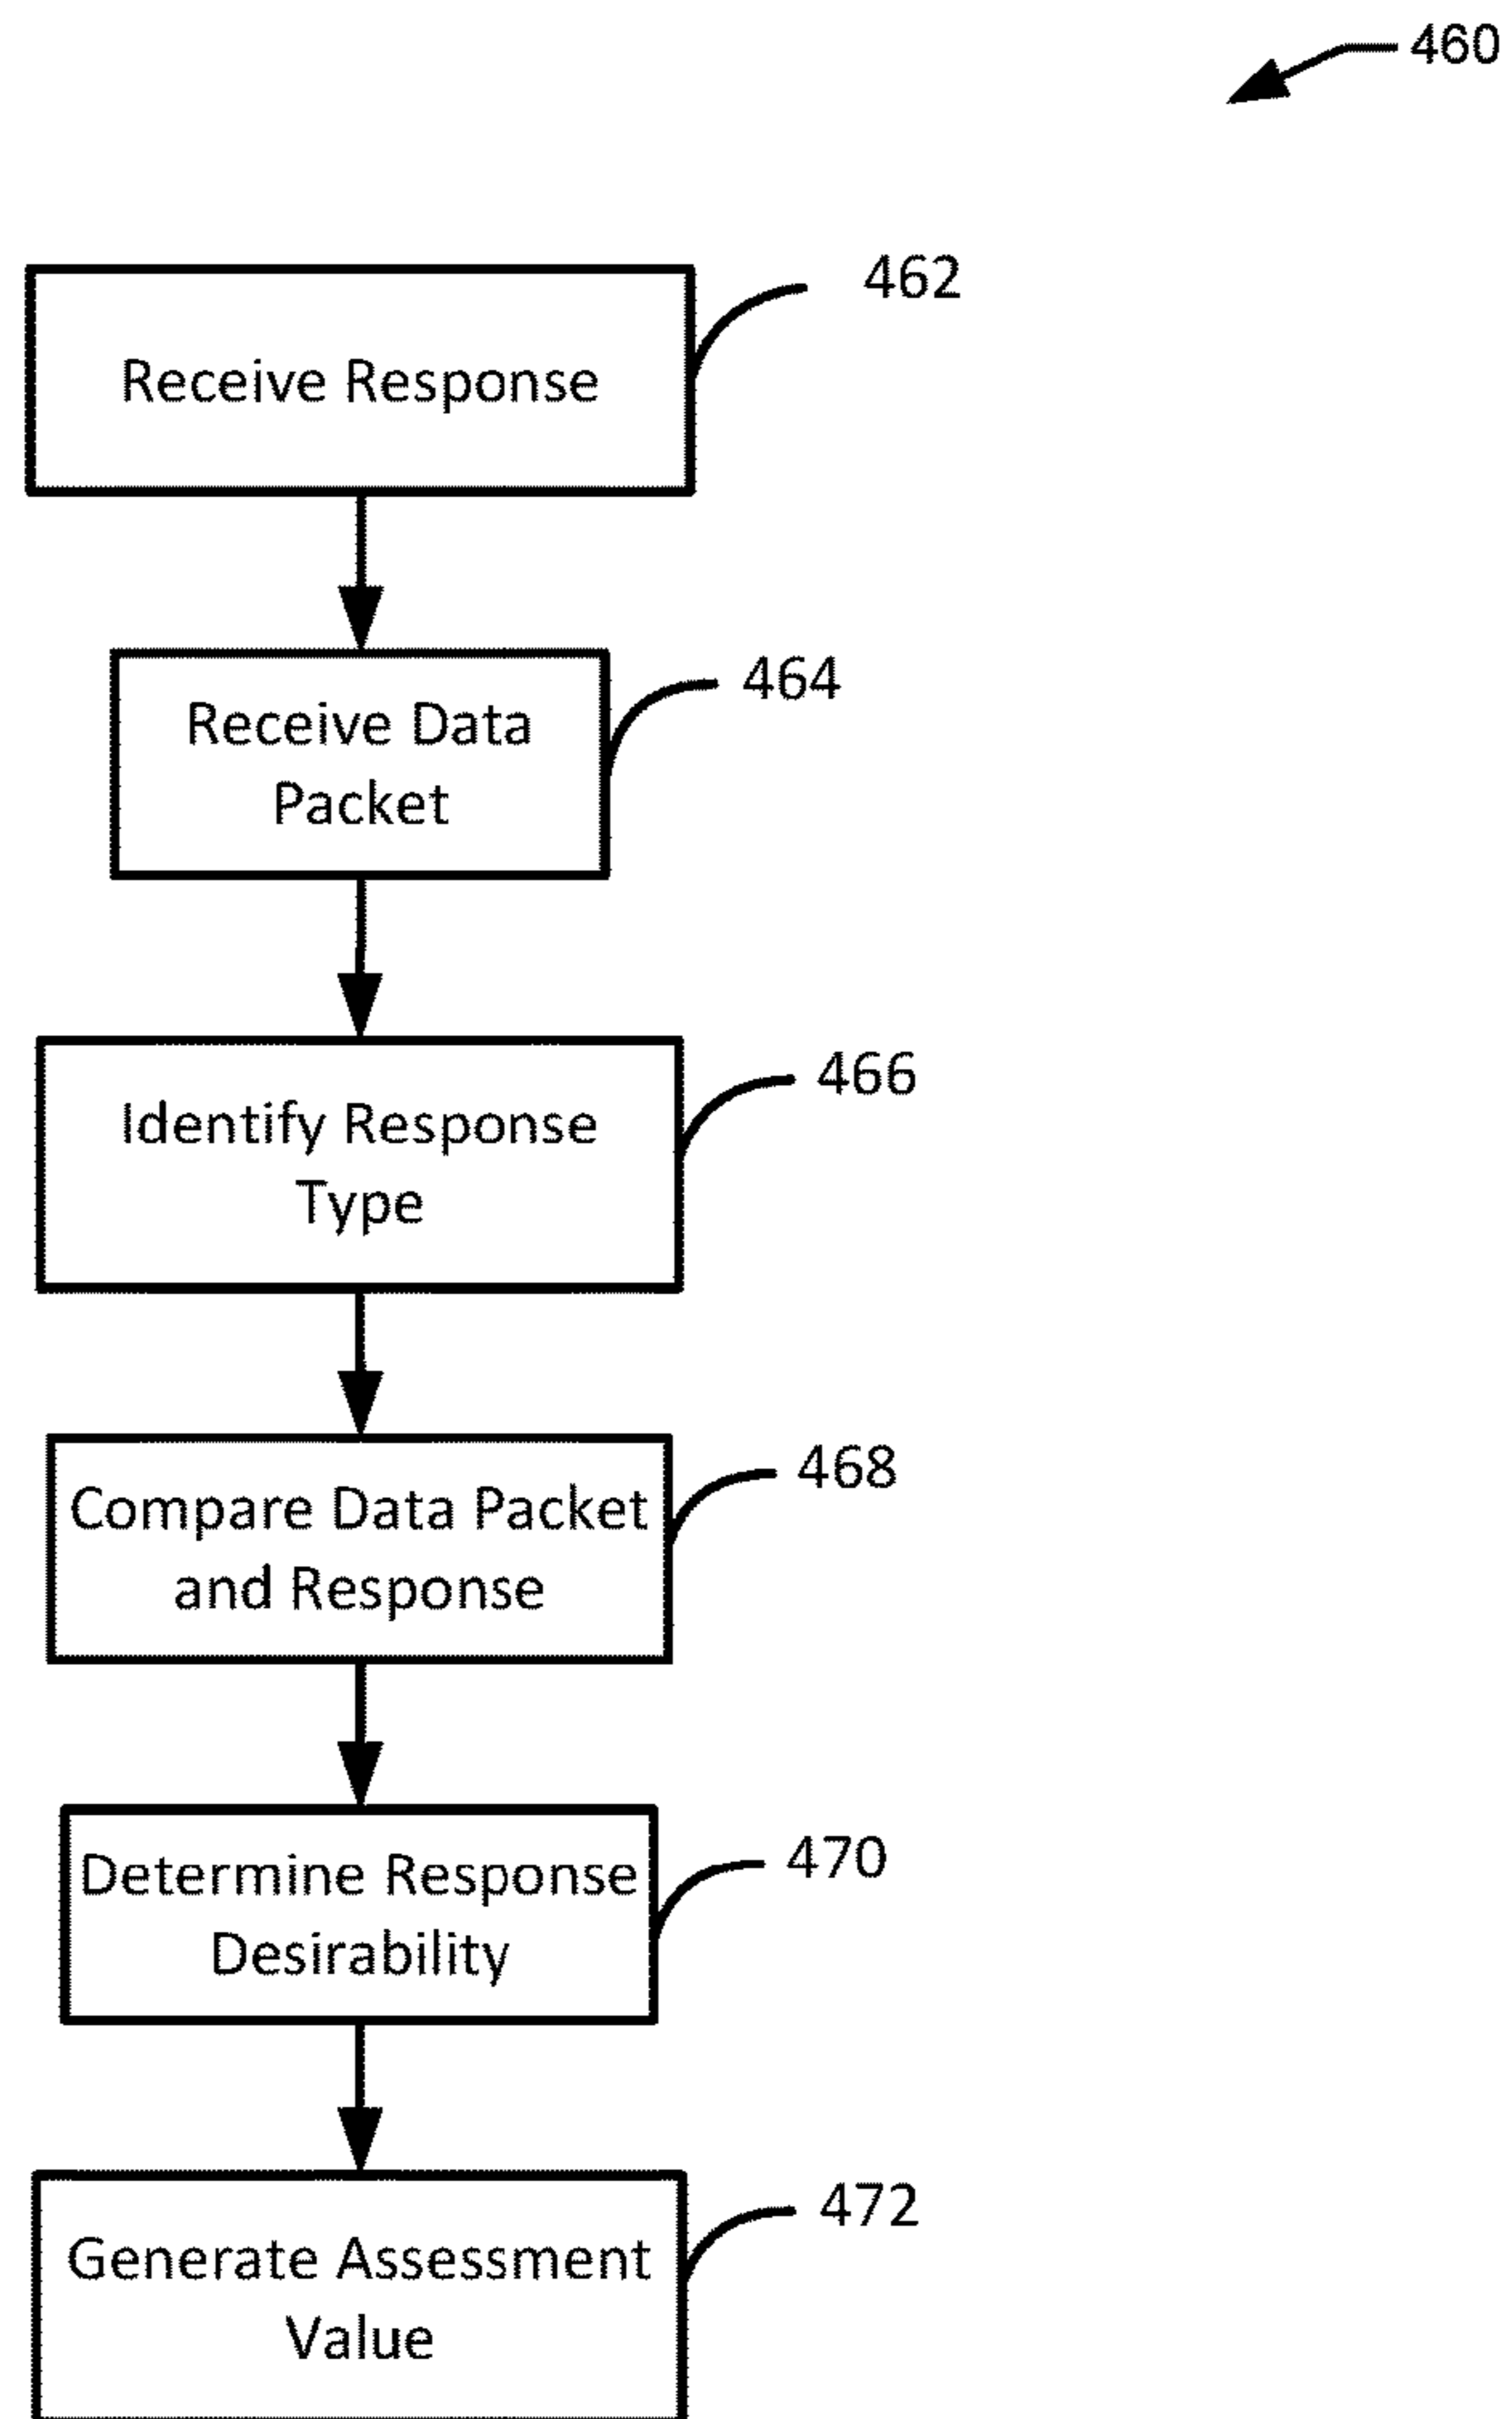 460
Receive Response
462
Receive Data
Packet
464
Identify Response
Type
466
Compare Data Packet
and Response
468
Determine Response
Desirability
470
Generate Assessment
Value
472